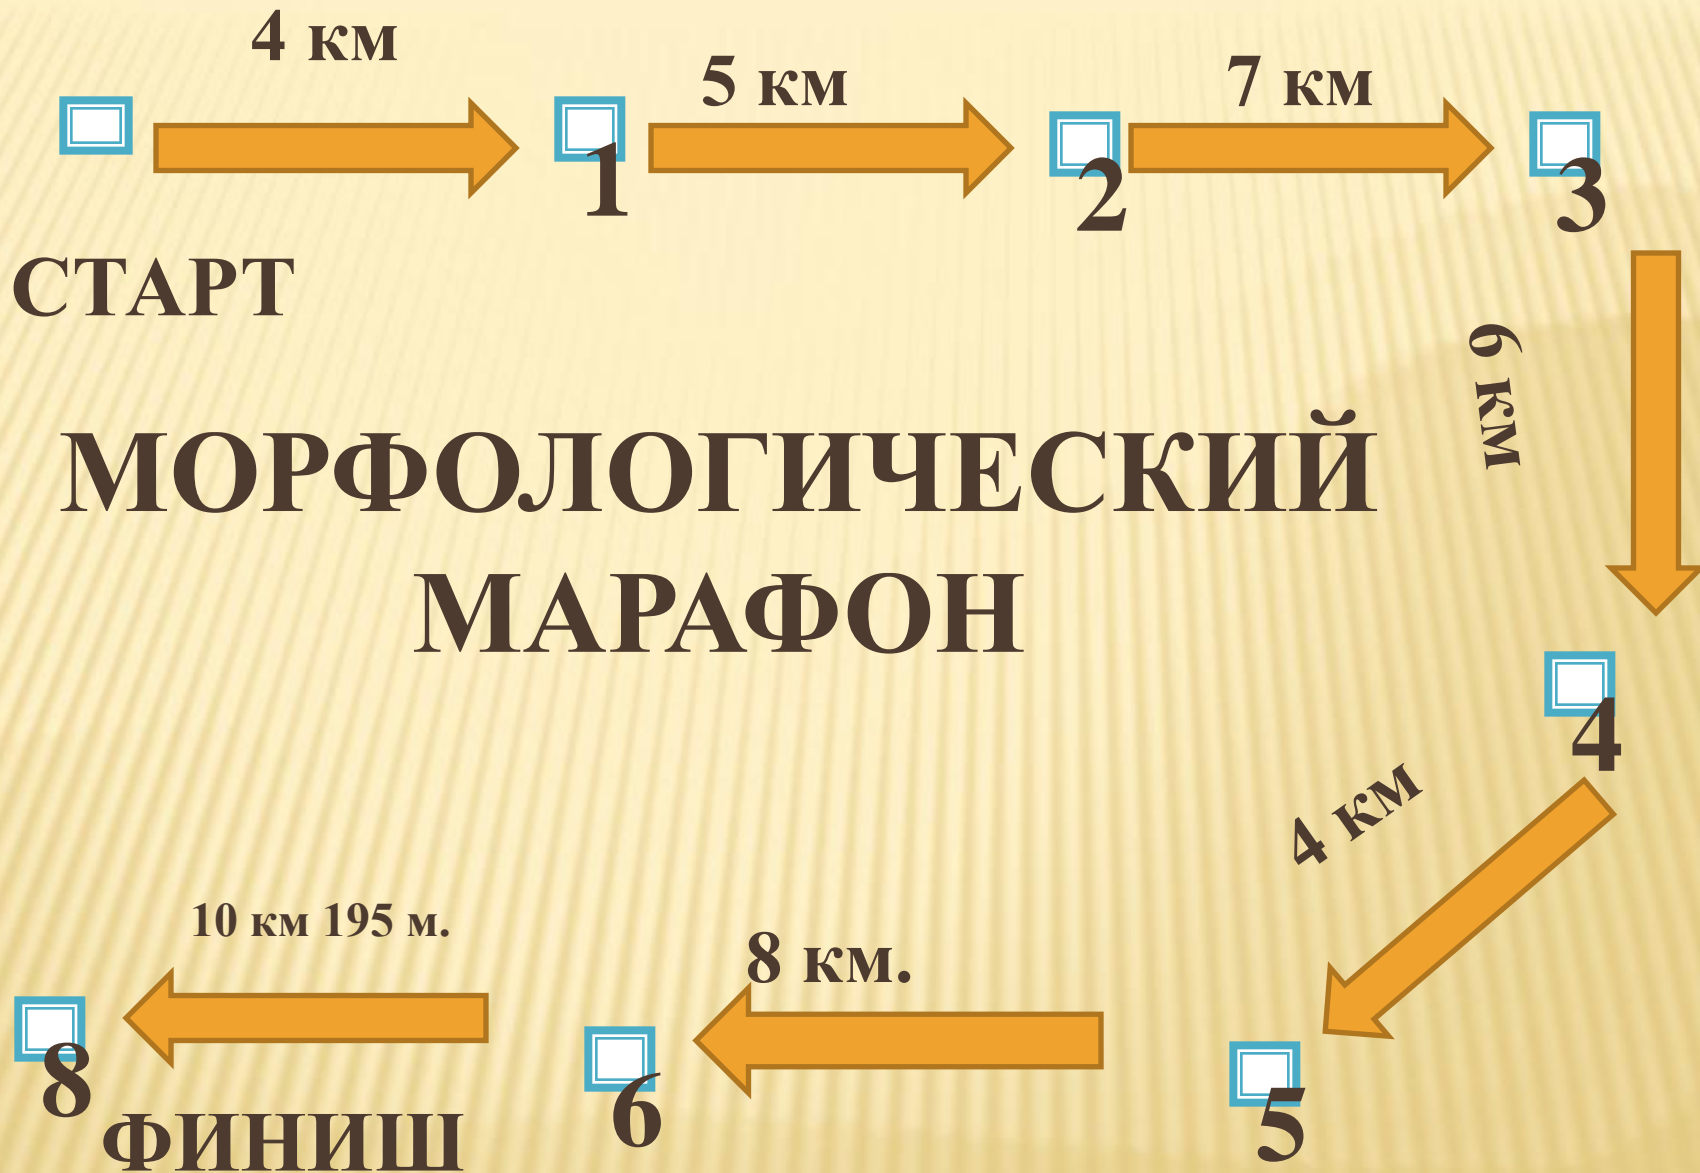 4 км
5 км
7 км
1
2
3
СТАРТ
6 км
МОРФОЛОГИЧЕСКИЙ
МАРАФОН
4
4 км
10 км 195 м.
8 км.
8
6
5
ФИНИШ